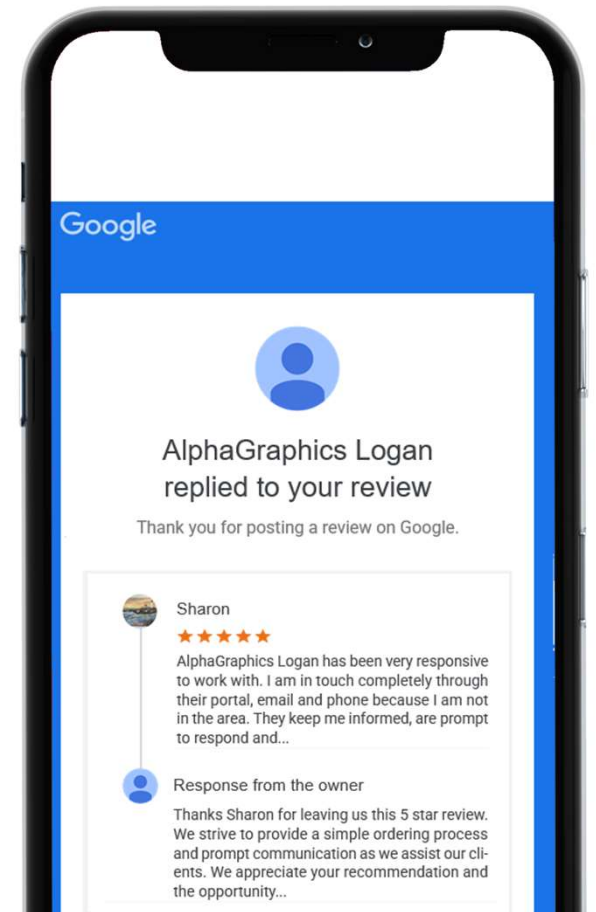 Google
AlphaGraphics Logan
replied to your review
Thank you for posting a review on Google.
Sharon
AlphaGraphics Logan has been very responsive
to work with. I am in touch completely through
their portal, email and phone because I am not
in the area. They keep me informed, are prompt
to respond and...
Response from the owner
Thanks Sharon for leaving us this 5 star review.
We strive to provide a simple ordering process
and prompt communication as we assist our cli-
ents. We appreciate your recommendation and
the opportunity...